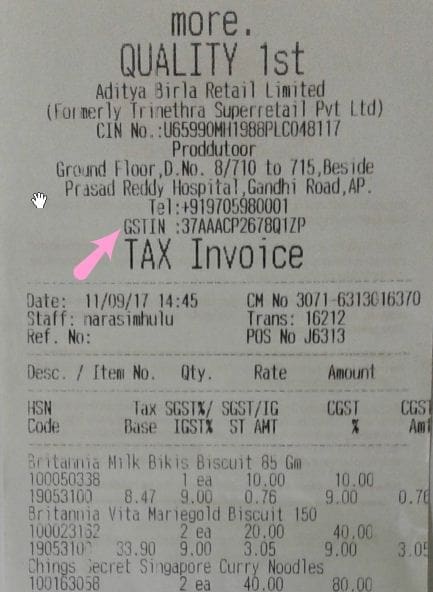 more.
QUALITY 1st
Aditya Birla Retail Limited
(Formerly Trinethra Superretail Pvt Ltd)
CIN No.:U65990MH1988PLC048117
Proddutoor
Ground Floor,D.No. 8/710 to 715,Beside
Prasad Reddy Hospital,Gandhi Road,AP.
Tel:+919705980001
GSTIN :37AAACP2678Q1ZP
TAX Invoice
Date: 11/09/17 14:45 CM No 3071-6313016370
Staff: narasimhulu Trans: 16212
Ref. No: POS No J6313
Desc. / Item No. Qty. Rate Amount
HSN Tax SGST%/ SGST/IG CGST CGST
Code Base IGST% ST AMT % Amt
Britannia Milk Bikis Biscuit 85 Gm
100050338 1 ea 10.00 10.00
19053100 8.47 9.00 0.76 9.00 0.76
Britannia Vita Mariegold Biscuit 150
100023162 2 ea 20.00 40.00
33.90 9.00 3.05 9.00 3.05
Chings Secret Singapore Curry Noodles
100163058 2 ea 40.00 80.00